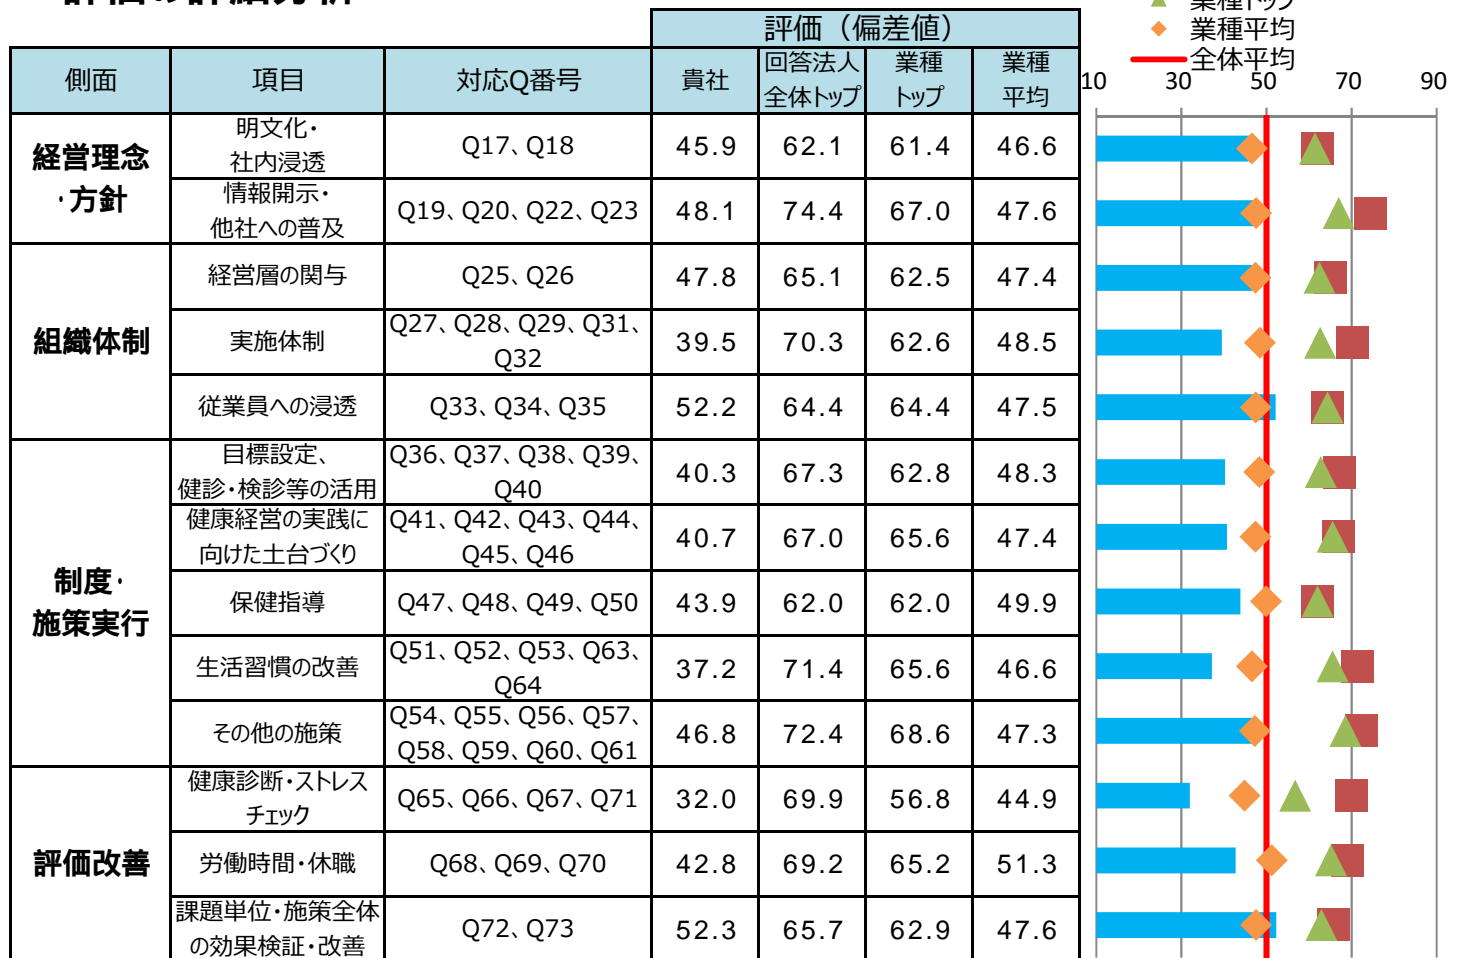 評価の詳細分析
業種トップ
業種平均
全体平均
評価（偏差値）
側面 項目 対応Q番号 貴社 回答法人全体トップ 業種トップ 業種平均
10 30 50 70 90
経営理念・方針
明文化・社内浸透 Q17、Q18 45.9 62.1 61.4 46.6
情報開示・他社への普及 Q19、Q20、Q22、Q23 48.1 74.4 67.0 47.6
組織体制
経営層の関与 Q25、Q26 47.8 65.1 62.5 47.4
実施体制 Q27、Q28、Q29、Q31、Q32 39.5 70.3 62.6 48.5
従業員への浸透 Q33、Q34、Q35 52.2 64.4 64.4 47.5
制度・施策実行
目標設定、健診・検診等の活用 Q36、Q37、Q38、Q39、Q40 40.3 67.3 62.8 48.3
健康経営の実践に向けた土台づくり Q41、Q42、Q43、Q44、Q45、Q46 40.7 67.0 65.6 47.4
保健指導 Q47、Q48、Q49、Q50 43.9 62.0 62.0 49.9
生活習慣の改善 Q51、Q52、Q53、Q63、Q64 37.2 71.4 65.6 46.6
その他の施策 Q54、Q55、Q56、Q57、Q58、Q59、Q60、Q61 46.8 72.4 68.6 47.3
評価改善
健康診断・ストレスチェック Q65、Q66、Q67、Q71 32.0 69.9 56.8 44.9
労働時間・休職 Q68、Q69、Q70 42.8 69.2 65.2 51.3
課題単位・施策全体の効果検証・改善 Q72、Q73 52.3 65.7 62.9 47.6